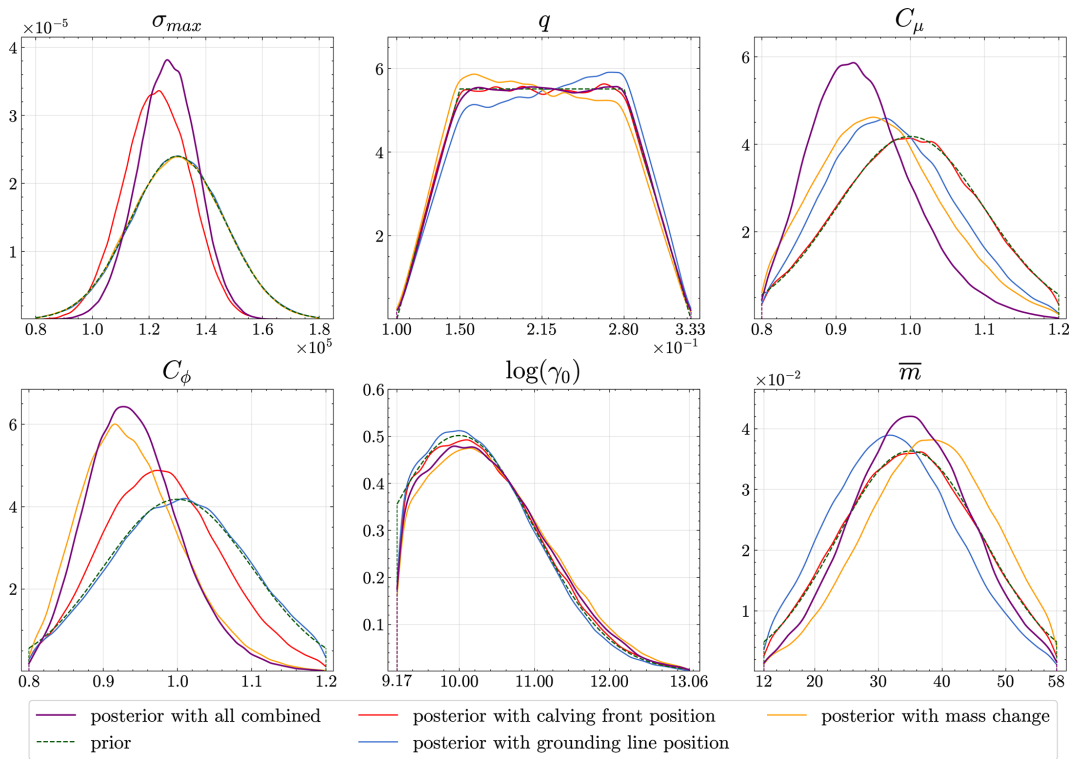 ×10⁻⁵ σ_max
4
3
2
1
0.8 1.0 1.2 1.4 1.6 1.8
×10⁵
q
6
4
2
1.00 1.50 2.15 2.80 3.33
×10⁻¹
C_μ
6
4
2
0.8 0.9 1.0 1.1 1.2
C_ϕ
6
4
2
0.8 0.9 1.0 1.1 1.2
log(γ₀)
0.6
0.5
0.4
0.3
0.2
0.1
9.17 10.00 11.00 12.00 13.06
×10⁻² m̅
4
3
2
1
12 20 30 40 50 58
posterior with all combined posterior with calving front position posterior with mass change
prior posterior with grounding line position